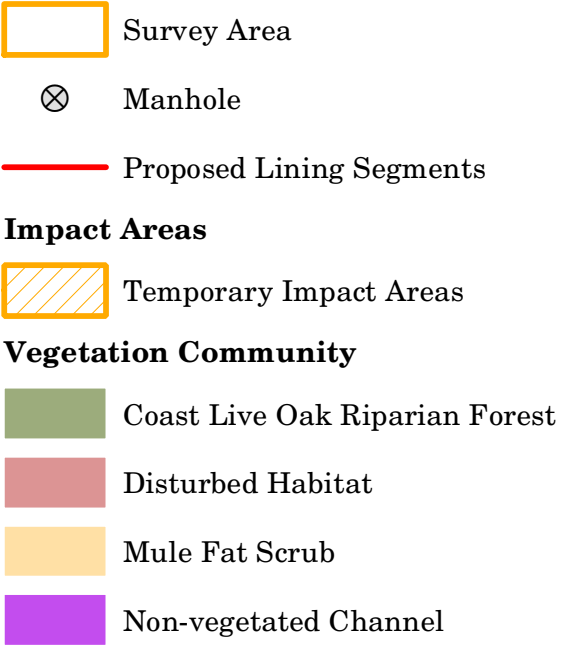 Survey Area
Manhole
Proposed Lining Segments
Impact Areas
Temporary Impact Areas
Vegetation Community
Coast Live Oak Riparian Forest
Disturbed Habitat
Mule Fat Scrub
Non-vegetated Channel